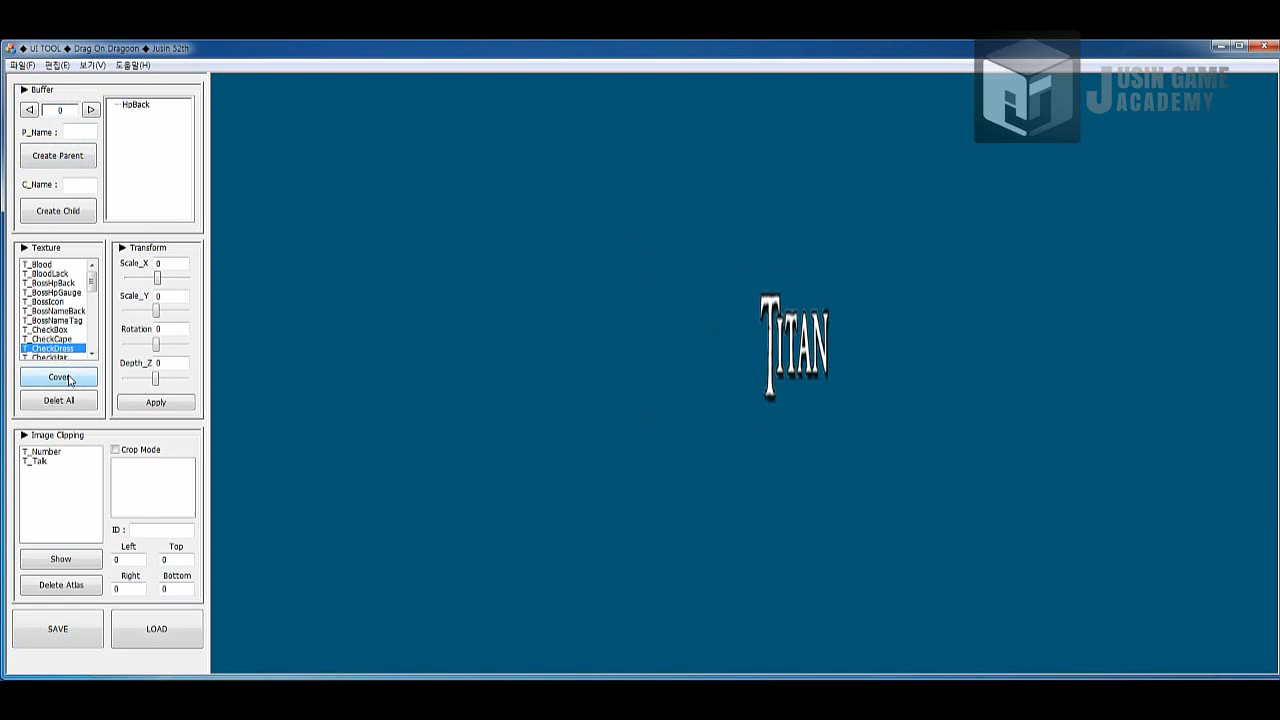 ◆ UI TOOL ◆ Drag On Dragoon ◆ Jusin 52th
파일(F) 편집(E) 보기(V) 도움말(H)
JUSIN GAME
ACADEMY
▶ Buffer
0
HpBack
P_Name :
Create Parent
C_Name :
Create Child
▶ Texture
T_Blood
T_BloodLack
T_BossHpBack
T_BossHpGauge
T_BossIcon
T_BossNameBack
T_BossNameTag
T_CheckBox
T_CheckCape
T_CheckDress
T_CheckHair
Cover
Delet All
▶ Transform
Scale_X 0
Scale_Y 0
Rotation 0
Depth_Z 0
Apply
TITAN
▶ Image Clipping
T_Number
T_Talk
Show
Delete Atlas
Crop Mode
ID :
Left Top
0 0
Right Bottom
0 0
SAVE
LOAD